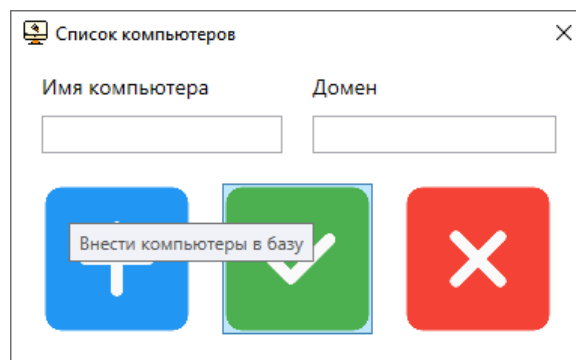 Список компьютеров
Имя компьютера Домен
Внести компьютеры в базу